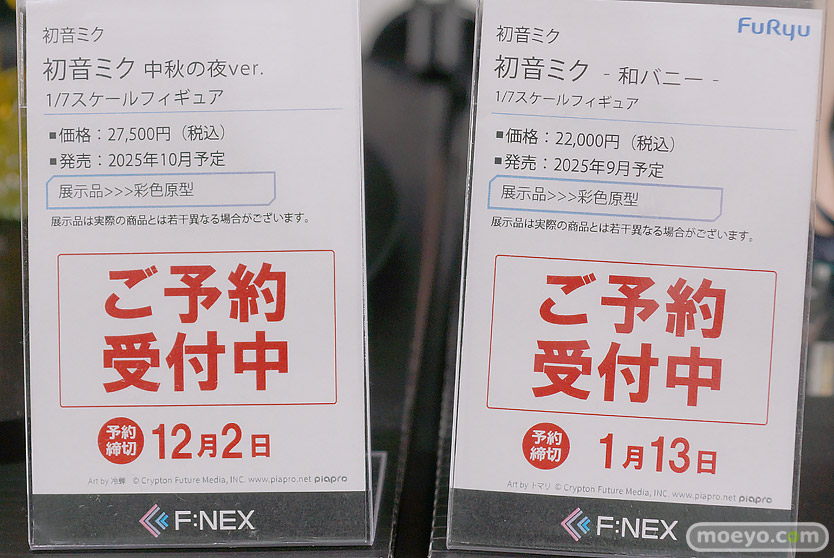 初音ミク
初音ミク 中秋の夜ver.
1/7スケールフィギュア
■価格：27,500円（税込）
■発売：2025年10月予定
展示品>>>彩色原型
展示品は実際の商品とは若干異なる場合がございます。
ご予約
受付中
予約
締切
12月2日
Art by 冷蝉 © Crypton Future Media, INC. www.piapro.net piapro
F:NEX
FuRyu
初音ミク
初音ミク - 和バニー -
1/7スケールフィギュア
■価格：22,000円（税込）
■発売：2025年9月予定
展示品>>>彩色原型
展示品は実際の商品とは若干異なる場合がございます。
ご予約
受付中
予約
締切
1月13日
Art by トマリ © Crypton Future Media, INC. www.piapro.net piapro
F:NEX
moeyo.com